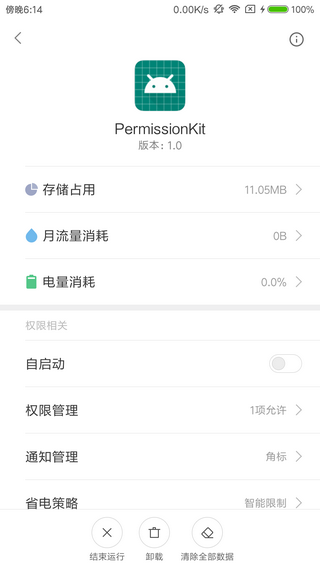 傍晚6:14 0.00K/s 100%
PermissionKit
版本：1.0
存储占用 11.05MB
月流量消耗 0B
电量消耗 0.0%
权限相关
自启动
权限管理 1项允许
通知管理 角标
省电策略 智能限制
结束运行 卸载 清除全部数据